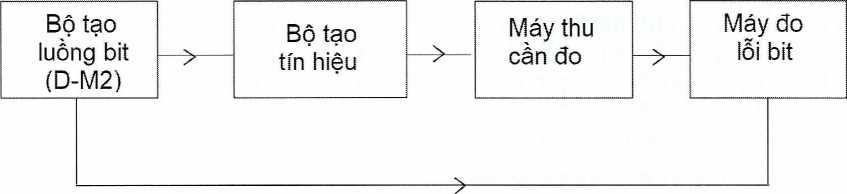 Bộ tạo
luồng bit
(D-M2)
Bộ tạo
tín hiệu
Máy thu
cần đo
Máy đo
lỗi bit